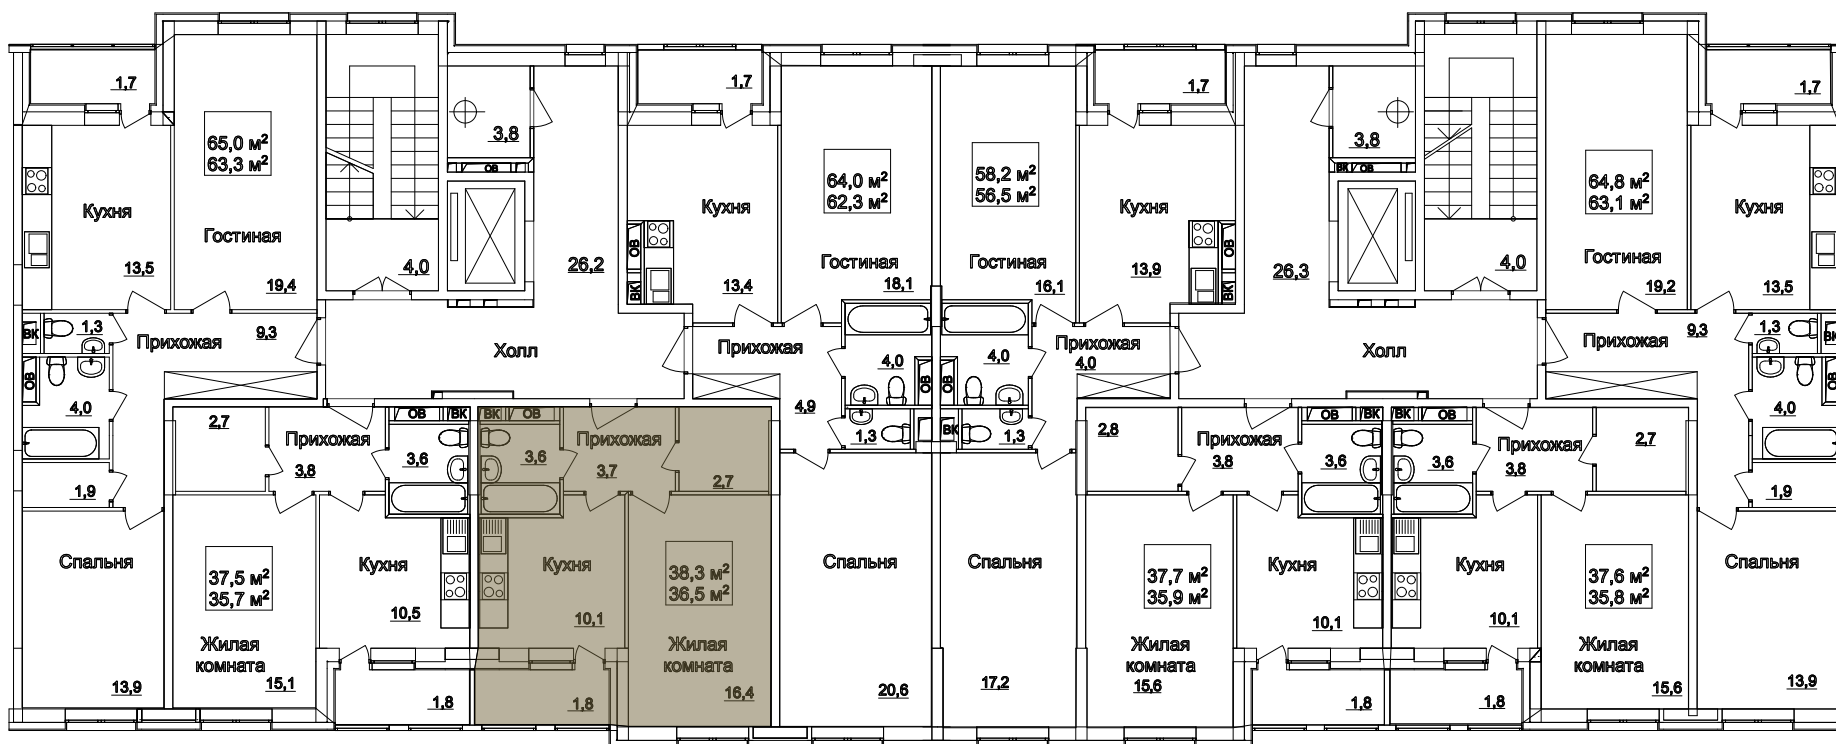 1,7
65,0 м²
63,3 м²
Кухня
13,5
Гостиная
19,4
4,0
3,8
ОВ
26,2
1,7
Кухня
13,4
ОВ
ВК
64,0 м²
62,3 м²
Гостиная
18,1
58,2 м²
56,5 м²
Гостиная
16,1
1,7
Кухня
13,9
ОВ
ВК
26,3
3,8
ВК
ОВ
4,0
64,8 м²
63,1 м²
Гостиная
19,2
1,7
Кухня
13,5
ВК
1,3
Прихожая
9,3
ОВ
4,0
1,9
Холл
Прихожая
4,9
4,0
ОВ
1,3
ОВ
4,0
ВК
1,3
Прихожая
4,0
Холл
Прихожая
9,3
1,3
ВК
ОВ
4,0
1,9
2,7
Прихожая
3,8
ОВ
ВК
3,6
ВК
ОВ
3,6
Прихожая
3,7
2,7
2,8
Прихожая
3,8
ОВ
ВК
3,6
ВК
ОВ
3,6
Прихожая
3,8
2,7
Спальня
13,9
37,5 м²
35,7 м²
Жилая
комната
15,1
Кухня
10,5
1,8
Кухня
10,1
1,8
38,3 м²
36,5 м²
Жилая
комната
16,4
Спальня
20,6
Спальня
17,2
37,7 м²
35,9 м²
Жилая
комната
15,6
Кухня
10,1
1,8
Кухня
10,1
1,8
37,6 м²
35,8 м²
Жилая
комната
15,6
Спальня
13,9